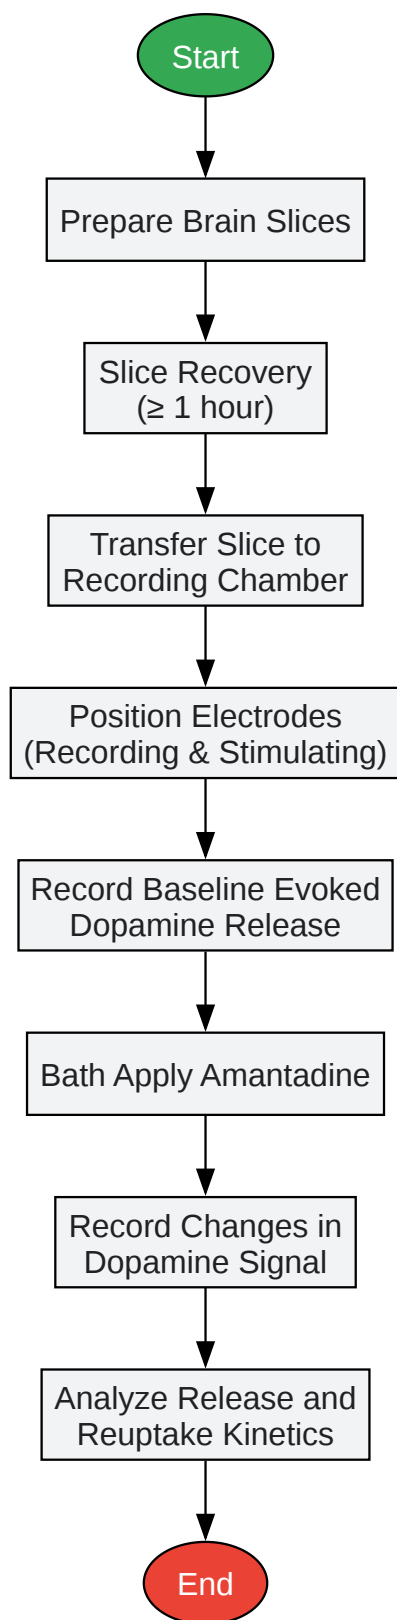 Start
Prepare Brain Slices
Slice Recovery
(≥ 1 hour)
Transfer Slice to
Recording Chamber
Position Electrodes
(Recording & Stimulating)
Record Baseline Evoked
Dopamine Release
Bath Apply Amantadine
Record Changes in
Dopamine Signal
Analyze Release and
Reuptake Kinetics
End